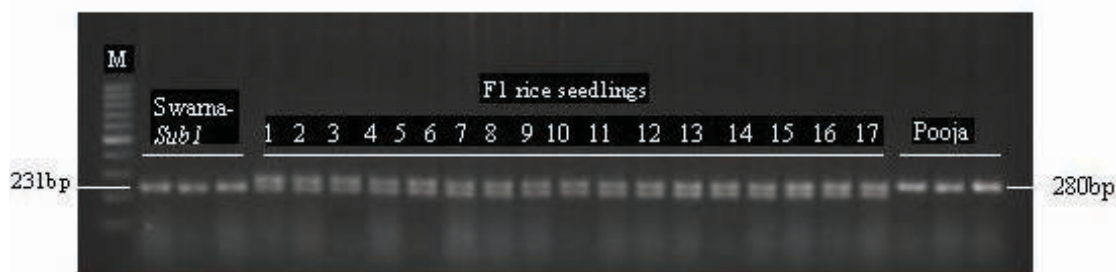 M
F1 rice seedlings
Swarna-
Sub1
1 2 3 4 5 6 7 8 9 10 11 12 13 14 15 16 17
Pooja
231bp
280bp